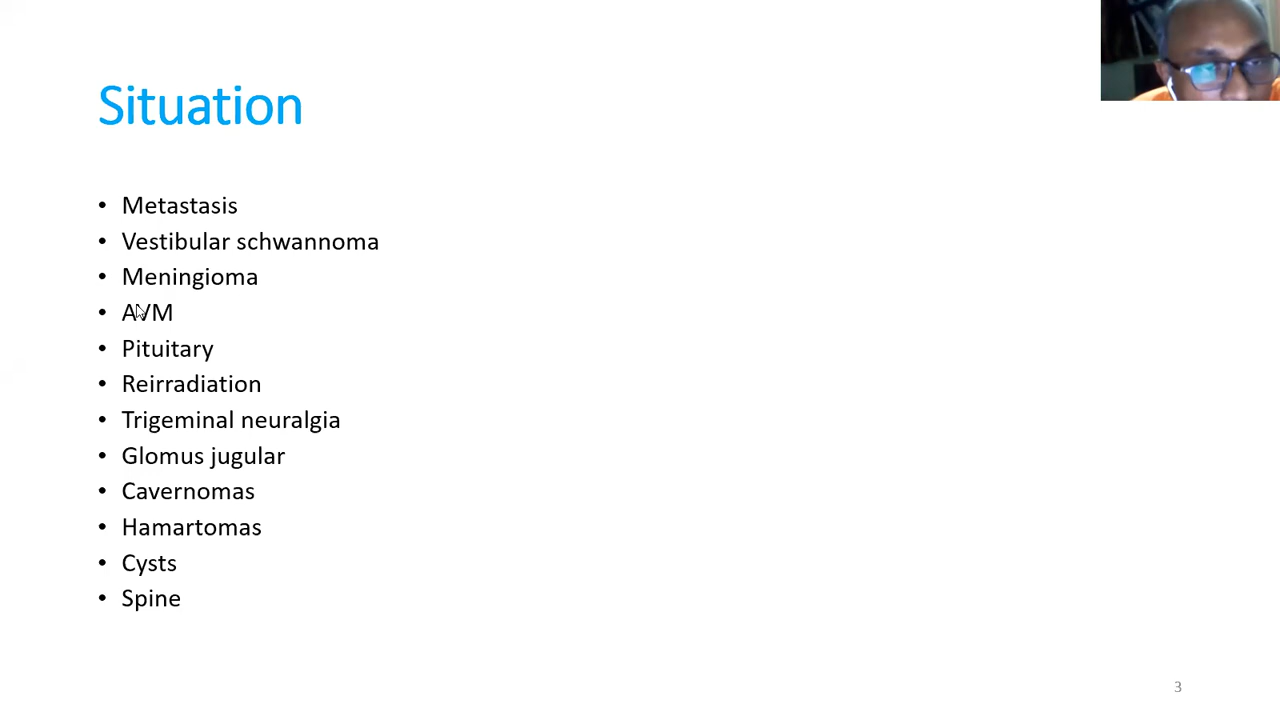 Situation
• Metastasis
• Vestibular schwannoma
• Meningioma
• AVM
• Pituitary
• Reirradiation
• Trigeminal neuralgia
• Glomus jugular
• Cavernomas
• Hamartomas
• Cysts
• Spine
3